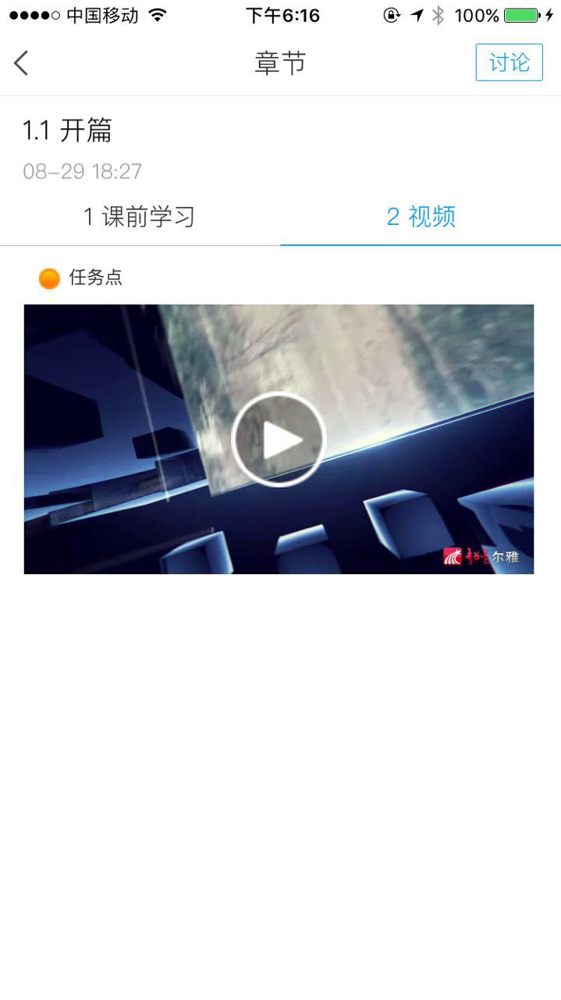 中国移动 下午6:16 100%
章节 讨论
1.1 开篇
08-29 18:27
1 课前学习 2 视频
任务点
尔雅